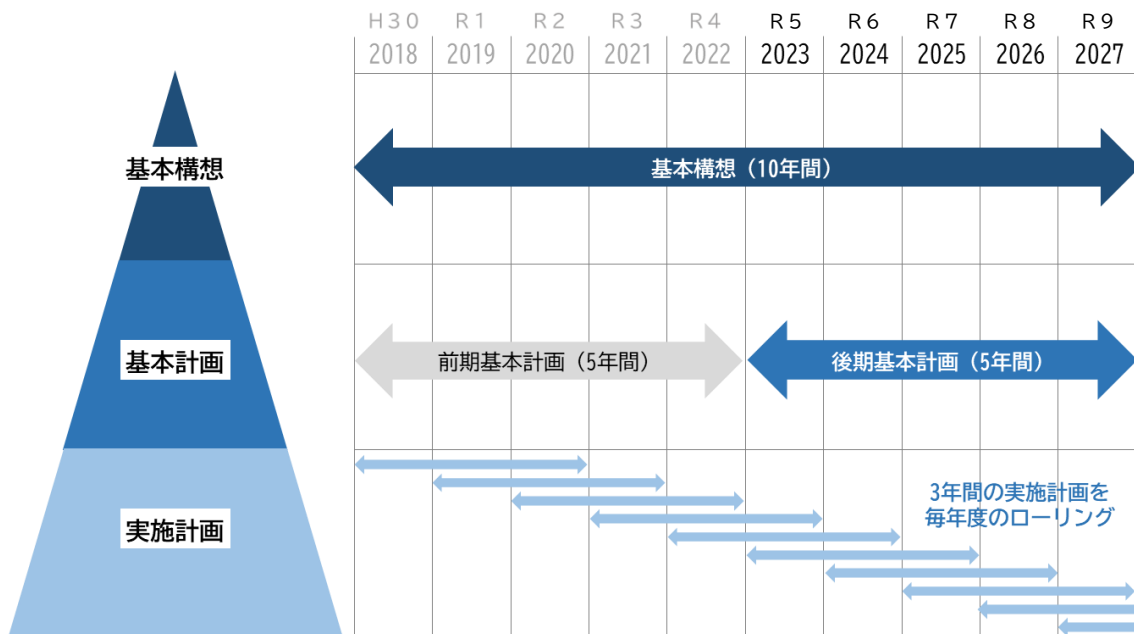 H30 R1 R2 R3 R4 R5 R6 R7 R8 R9
2018 2019 2020 2021 2022 2023 2024 2025 2026 2027
基本構想
基本構想（10年間）
基本計画
前期基本計画（5年間）
後期基本計画（5年間）
実施計画
3年間の実施計画を
毎年度のローリング